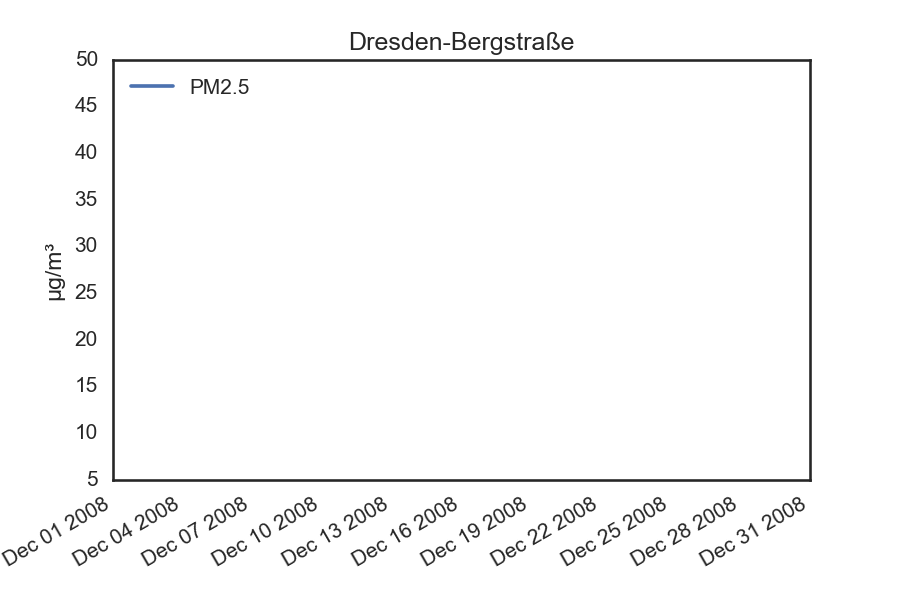 Dresden-Bergstraße
50
PM2.5
45
40
35
30
µg/m³
25
20
15
10
5
Dec 01 2008
Dec 04 2008
Dec 07 2008
Dec 10 2008
Dec 13 2008
Dec 16 2008
Dec 19 2008
Dec 22 2008
Dec 25 2008
Dec 28 2008
Dec 31 2008